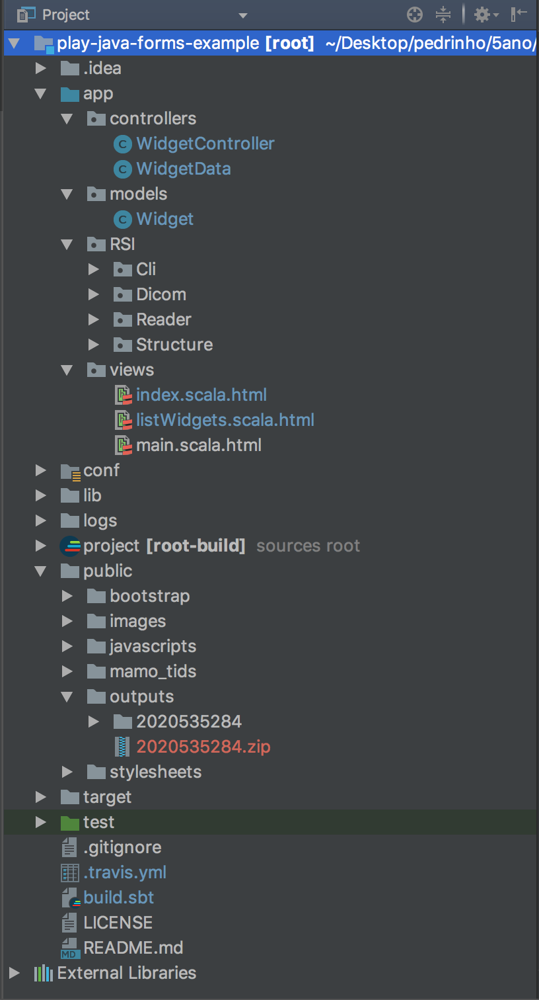 Project
play-java-forms-example [root] ~/Desktop/pedrinho/5ano/
.idea
app
controllers
C WidgetController
C WidgetData
models
C Widget
RSI
Cli
Dicom
Reader
Structure
views
index.scala.html
listWidgets.scala.html
main.scala.html
conf
lib
logs
project [root-build] sources root
public
bootstrap
images
javascripts
mamo_tids
outputs
2020535284
2020535284.zip
stylesheets
target
test
.gitignore
.travis.yml
build.sbt
LICENSE
MD README.md
External Libraries